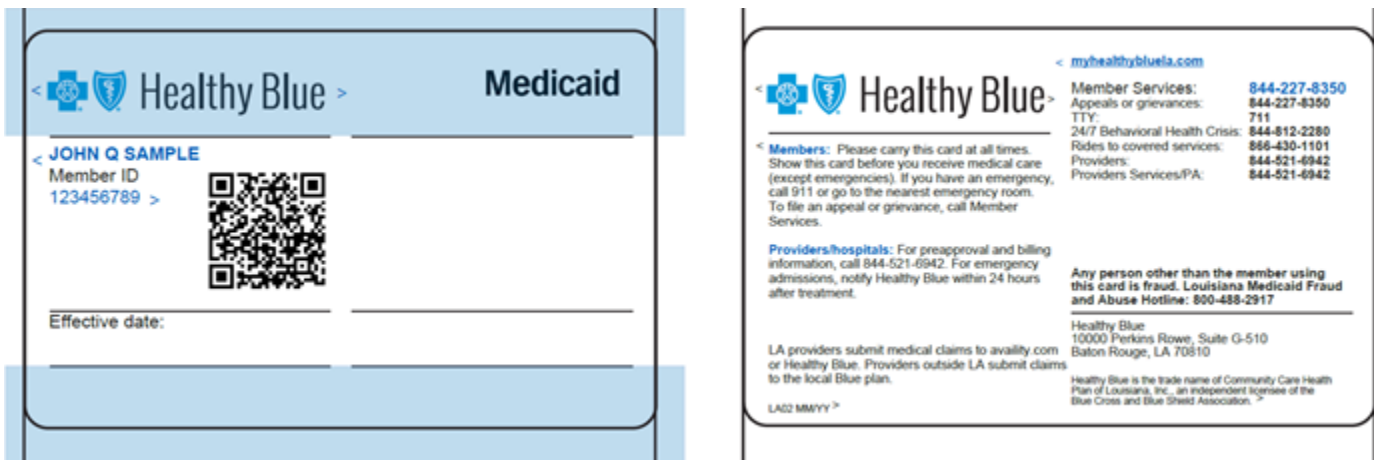 Healthy Blue
Medicaid
JOHN Q SAMPLE
Member ID
123456789
Effective date:
Healthy Blue
Members: Please carry this card at all times.
Show this card before you receive medical care
(except emergencies). If you have an emergency,
call 911 or go to the nearest emergency room.
To file an appeal or grievance, call Member
Services.
Providers/hospitals: For preapproval and billing
information, call 844-521-6942. For emergency
admissions, notify Healthy Blue within 24 hours
after treatment.
LA providers submit medical claims to availity.com
or Healthy Blue. Providers outside LA submit claims
to the local Blue plan.
LA02 MM/YY
myhealthybluela.com
Member Services: 844-227-8350
Appeals or grievances: 844-227-8350
TTY: 711
24/7 Behavioral Health Crisis: 844-812-2280
Rides to covered services: 866-430-1101
Providers: 844-521-6942
Providers Services/PA: 844-521-6942
Any person other than the member using
this card is fraud. Louisiana Medicaid Fraud
and Abuse Hotline: 800-488-2917
Healthy Blue
10000 Perkins Rowe, Suite G-510
Baton Rouge, LA 70810
Healthy Blue is the trade name of Community Care Health
Plan of Louisiana, Inc., an independent licensee of the
Blue Cross and Blue Shield Association.